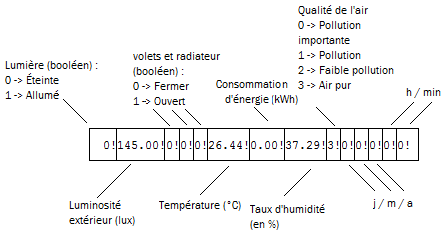 Qualité de l'air
0 -> Pollution
importante
1 -> Pollution
2 -> Faible pollution
3 -> Air pur
Lumière (booléen) :
0 -> Éteinte
1 -> Allumé
volets et radiateur
(booléen) :
0 -> Fermer
1 -> Ouvert
Consommation
d'énergie (kWh)
h / min
0!145.00!0!0!0!26.44!0.00!37.29!3!0!0!0!0!0!
Luminosité
extérieur (lux)
Température (°C)
Taux d'humidité
(en %)
j / m / a